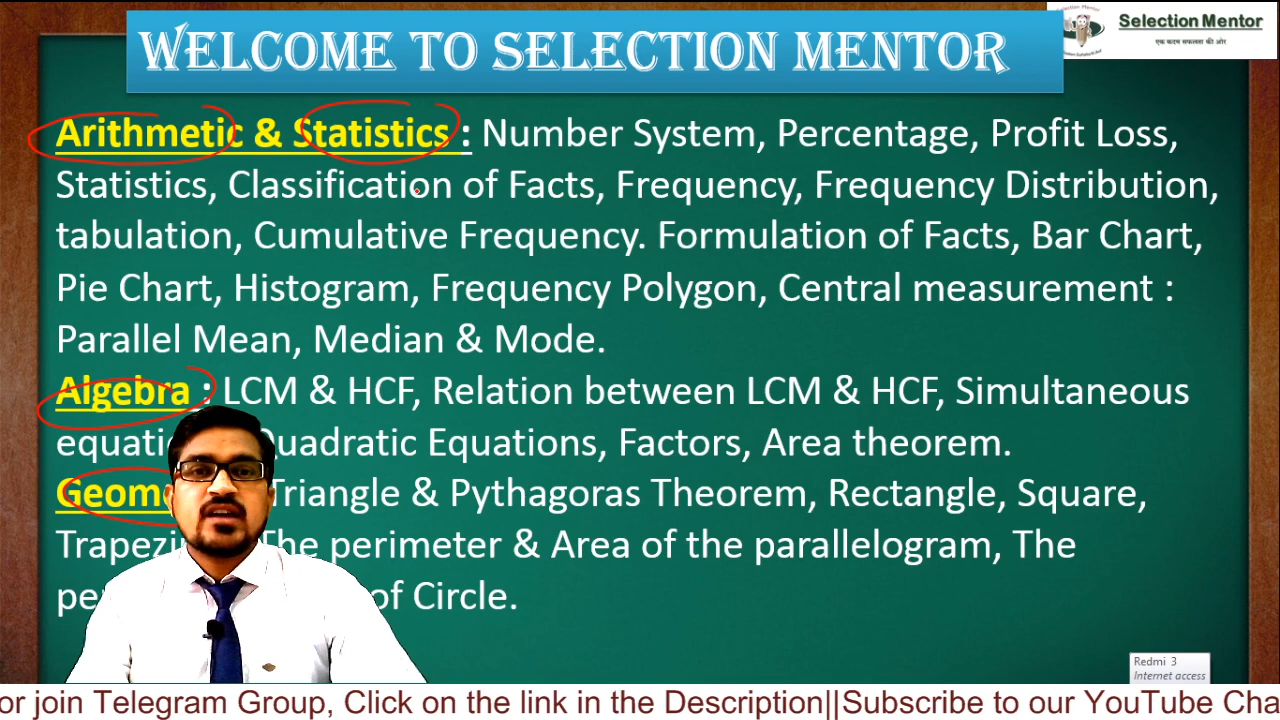 WELCOME TO SELECTION MENTOR
Selection Mentor
एक कदम सफलता की ओर
Arithmetic & Statistics : Number System, Percentage, Profit Loss,
Statistics, Classification of Facts, Frequency, Frequency Distribution,
tabulation, Cumulative Frequency. Formulation of Facts, Bar Chart,
Pie Chart, Histogram, Frequency Polygon, Central measurement :
Parallel Mean, Median & Mode.
Algebra : LCM & HCF, Relation between LCM & HCF, Simultaneous
Quadratic Equations, Factors, Area theorem.
Triangle & Pythagoras Theorem, Rectangle, Square,
The perimeter & Area of the parallelogram, The
of Circle.
Redmi 3
Internet access
or join Telegram Group, Click on the link in the Description||Subscribe to our YouTube Cha